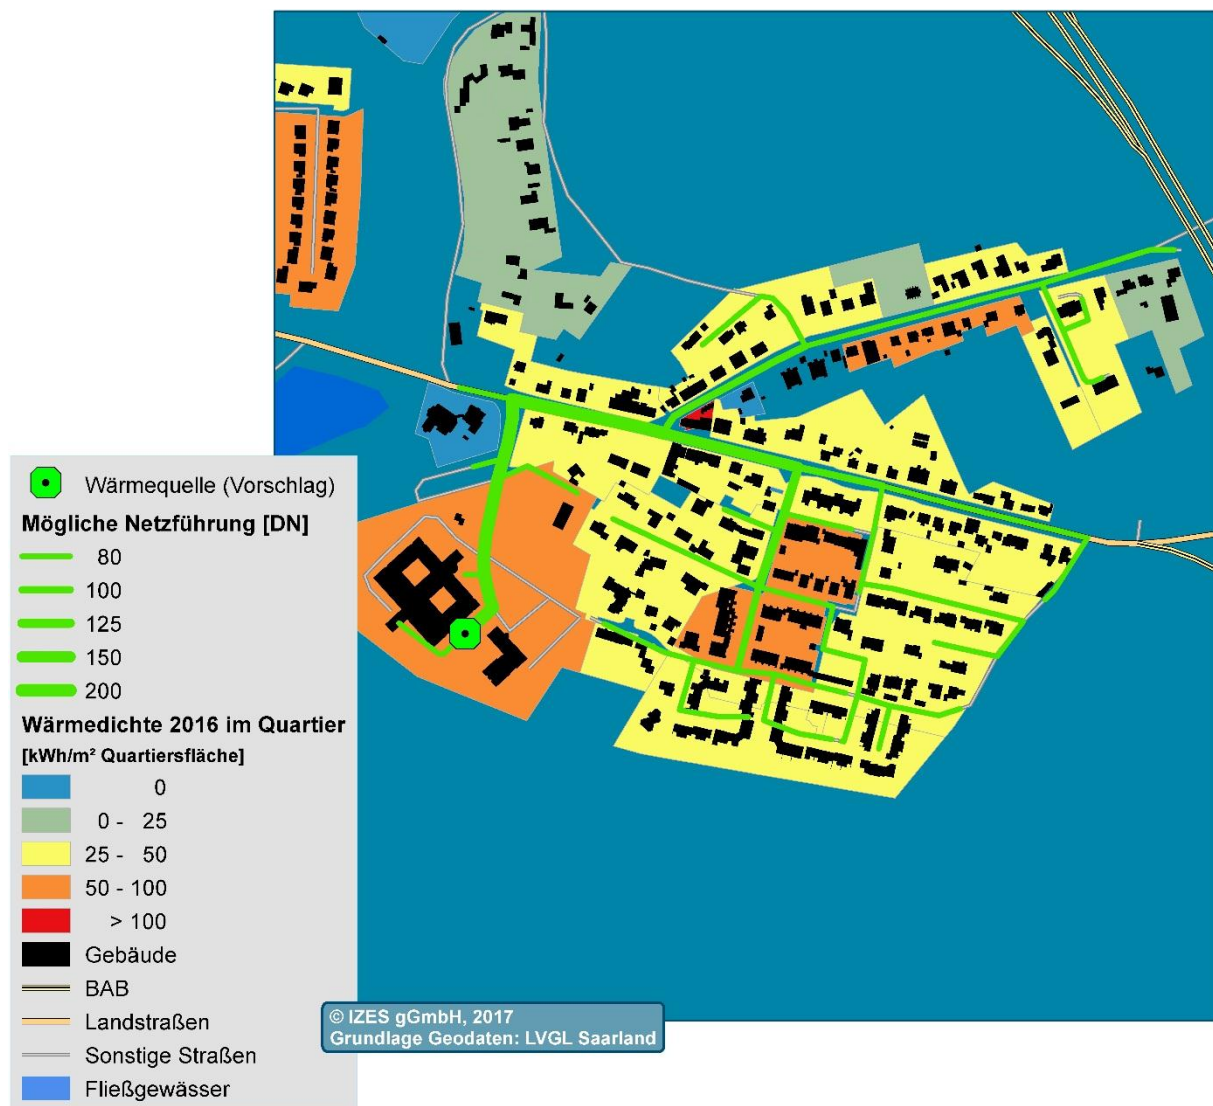 Wärmequelle (Vorschlag)
Mögliche Netzführung [DN]
80
100
125
150
200
Wärmedichte 2016 im Quartier
[kWh/m² Quartiersfläche]
0
0 - 25
25 - 50
50 - 100
> 100
Gebäude
BAB
Landstraßen
Sonstige Straßen
Fließgewässer
© IZES gGmbH, 2017
Grundlage Geodaten: LVGL Saarland